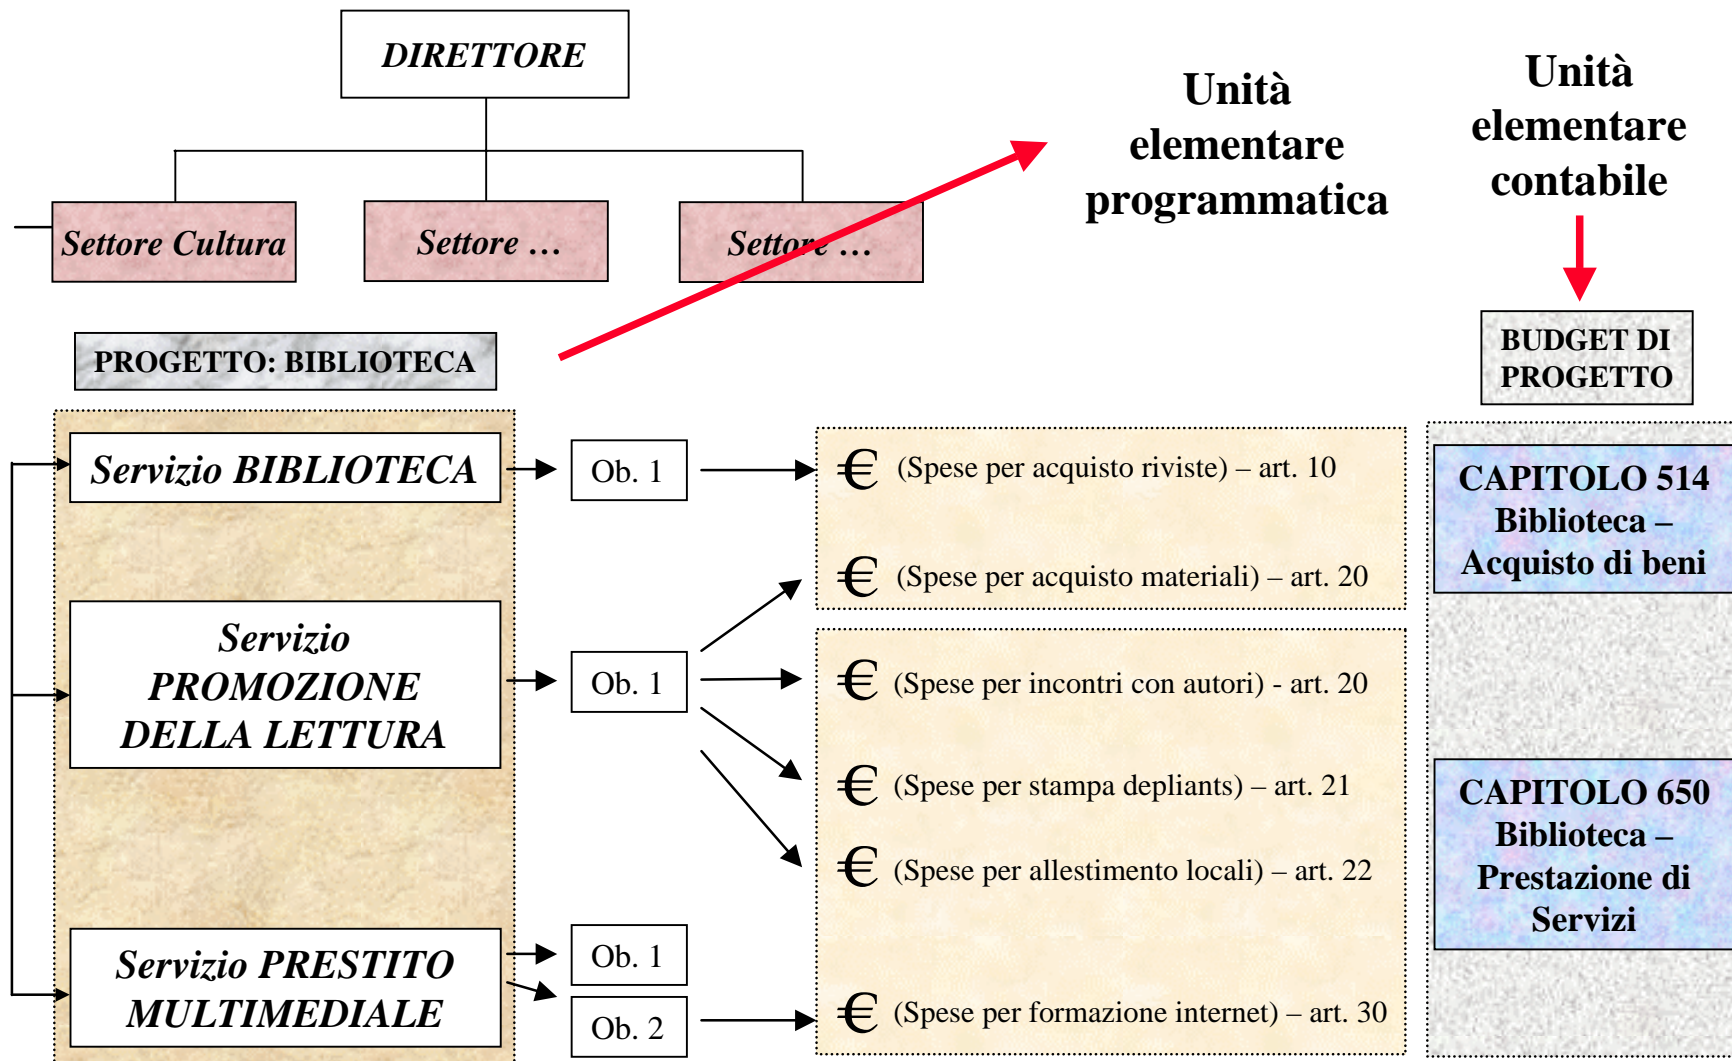 DIRETTORE
Unità
elementare
programmatica
Unità
elementare
contabile
Settore Cultura
Settore …
Settore …
PROGETTO: BIBLIOTECA
BUDGET DI
PROGETTO
Servizio BIBLIOTECA
Ob. 1
€ (Spese per acquisto riviste) – art. 10
€ (Spese per acquisto materiali) – art. 20
CAPITOLO 514
Biblioteca –
Acquisto di beni
Servizio
PROMOZIONE
DELLA LETTURA
Ob. 1
€ (Spese per incontri con autori) - art. 20
€ (Spese per stampa depliants) – art. 21
€ (Spese per allestimento locali) – art. 22
CAPITOLO 650
Biblioteca –
Prestazione di
Servizi
Servizio PRESTITO
MULTIMEDIALE
Ob. 1
Ob. 2
€ (Spese per formazione internet) – art. 30